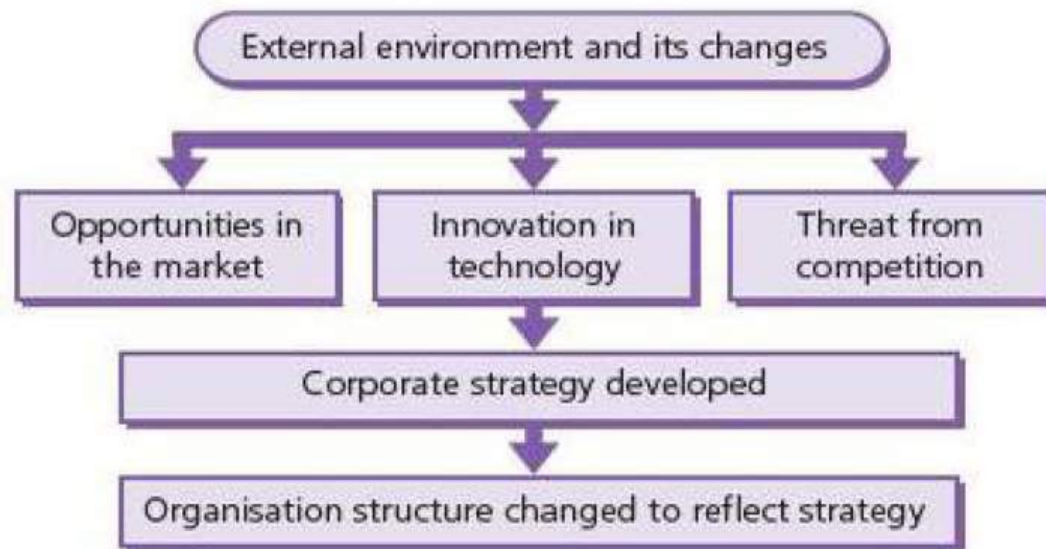 External environment and its changes
Opportunities in
the market
Innovation in
technology
Threat from
competition
Corporate strategy developed
Organisation structure changed to reflect strategy